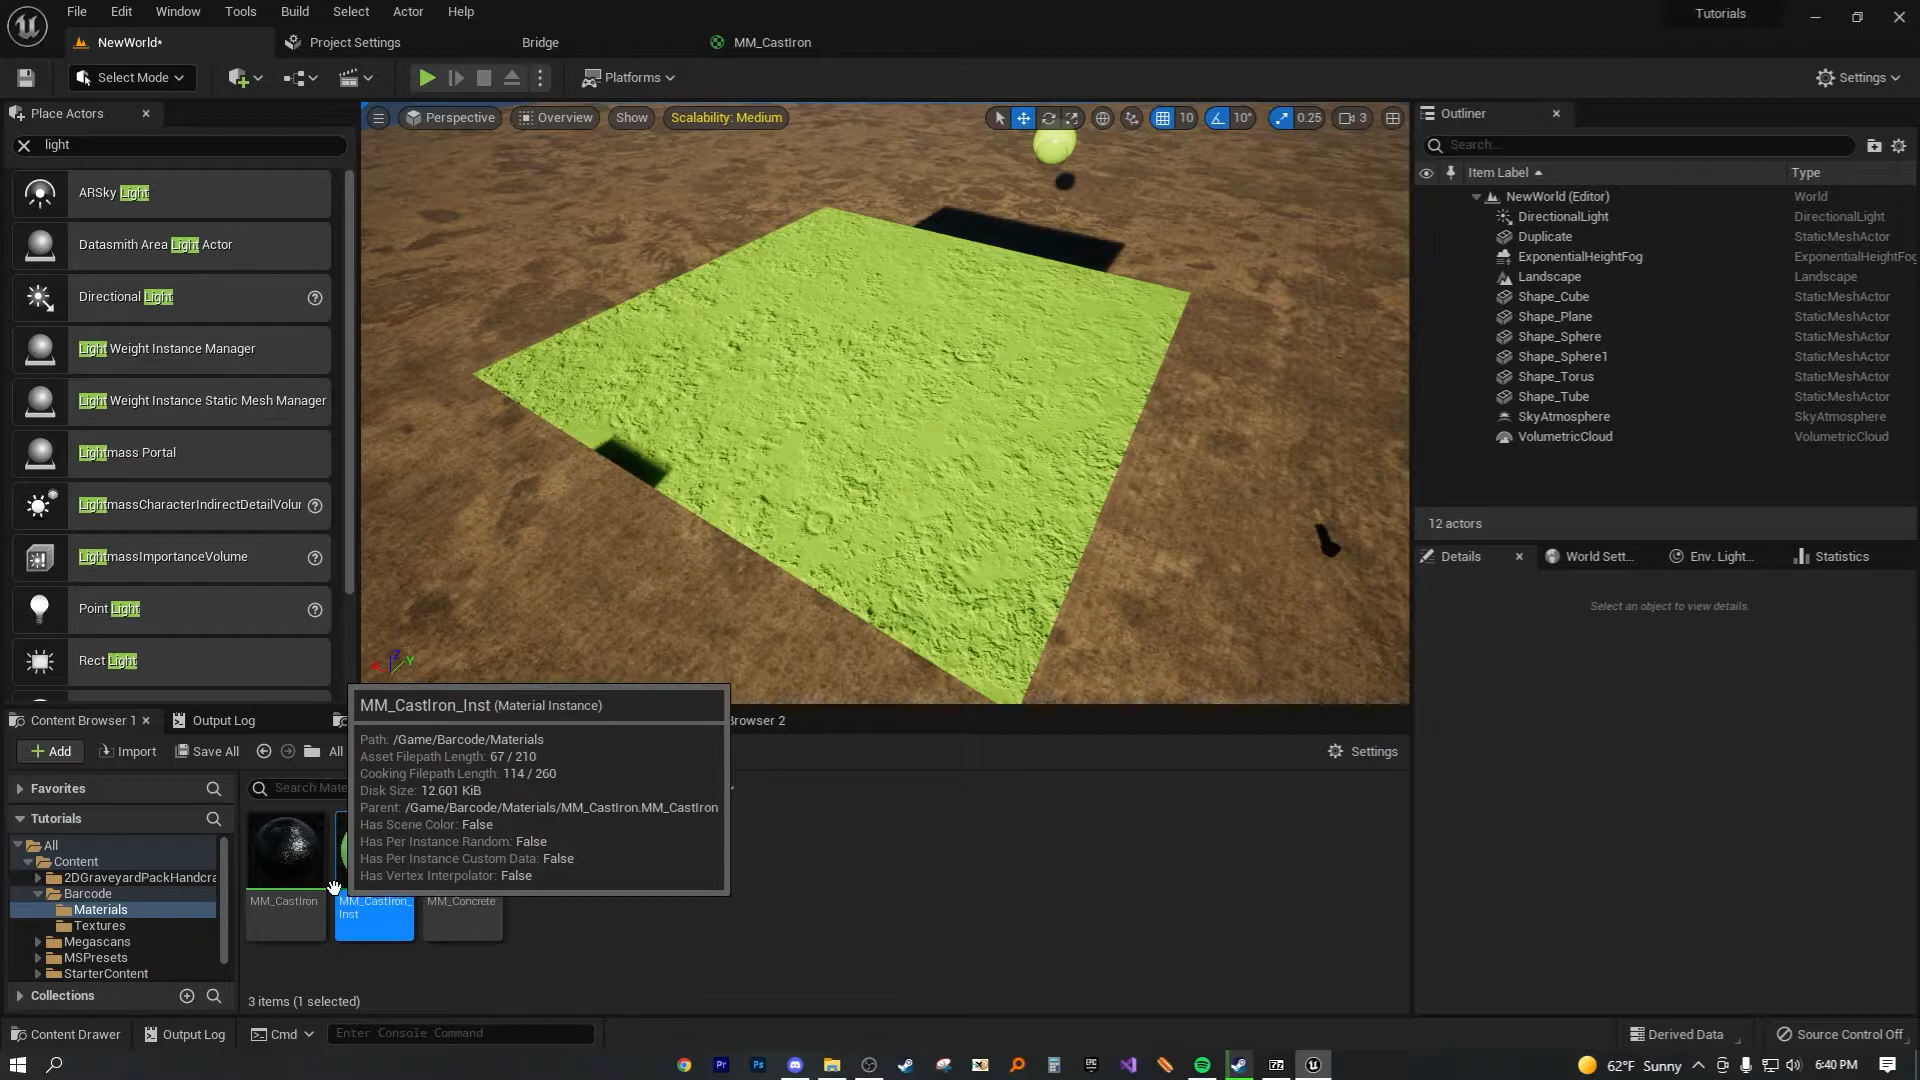 File Edit Window Tools Build Select Actor Help
Tutorials
NewWorld*
Project Settings
Bridge
MM_CastIron
Select Mode
Platforms
Settings
Place Actors
light
ARSky Light
Datasmith Area Light Actor
Directional Light
Light Weight Instance Manager
Light Weight Instance Static Mesh Manager
Lightmass Portal
LightmassCharacterIndirectDetailVolur
LightmassImportanceVolume
Point Light
Rect Light
Perspective
Overview
Show
Scalability: Medium
10
10°
0.25
3
Z
Y
Outliner
Search...
Item Label
Type
NewWorld (Editor) World
DirectionalLight DirectionalLight
Duplicate StaticMeshActor
ExponentialHeightFog ExponentialHeightFog
Landscape Landscape
Shape_Cube StaticMeshActor
Shape_Plane StaticMeshActor
Shape_Sphere StaticMeshActor
Shape_Sphere1 StaticMeshActor
Shape_Torus StaticMeshActor
Shape_Tube StaticMeshActor
SkyAtmosphere SkyAtmosphere
VolumetricCloud VolumetricCloud
12 actors
Details
World Sett...
Env. Light...
Statistics
Select an object to view details.
Content Browser 1
Output Log
Browser 2
Add
Import
Save All
All
Settings
Favorites
Tutorials
All
Content
2DGraveyardPackHandcra
Barcode
Materials
Textures
Megascans
MSPresets
StarterContent
Collections
Search Mate
MM_CastIron
MM_CastIron_
Inst
MM_Concrete
3 items (1 selected)
MM_CastIron_Inst (Material Instance)
Path: /Game/Barcode/Materials
Asset Filepath Length: 67 / 210
Cooking Filepath Length: 114 / 260
Disk Size: 12.601 KiB
Parent: /Game/Barcode/Materials/MM_CastIron.MM_CastIron
Has Scene Color: False
Has Per Instance Random: False
Has Per Instance Custom Data: False
Has Vertex Interpolator: False
Content Drawer
Output Log
Cmd
Enter Console Command
Derived Data
Source Control Off
Pr
Ps
62°F Sunny
6:40 PM